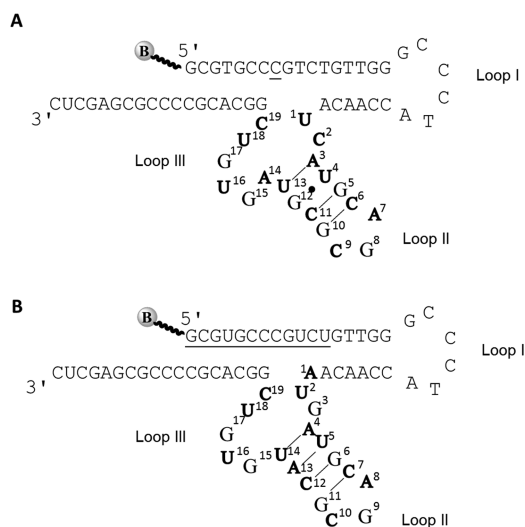 A
B 5' GCGTGCCCGTCTGTTGG G C C C T A
Loop I
3' CUCGAGCGCCCCGCACGG ACAACC
1U
C2
A3
U4
G5
C6
A7
G8
C9
G10
C11
G12
U13
A14
G15
U16
G17
U18
C19
Loop III
Loop II
B
B 5' GCGUGCCCGUCUGTTGG G C C C T A
Loop I
3' CUCGAGCGCCCCGCACGG ACAACC
1A
U2
G3
A4
U5
G6
C7
A8
G9
C10
G11
C12
A13
U14
G15
U16
G17
U18
C19
Loop III
Loop II